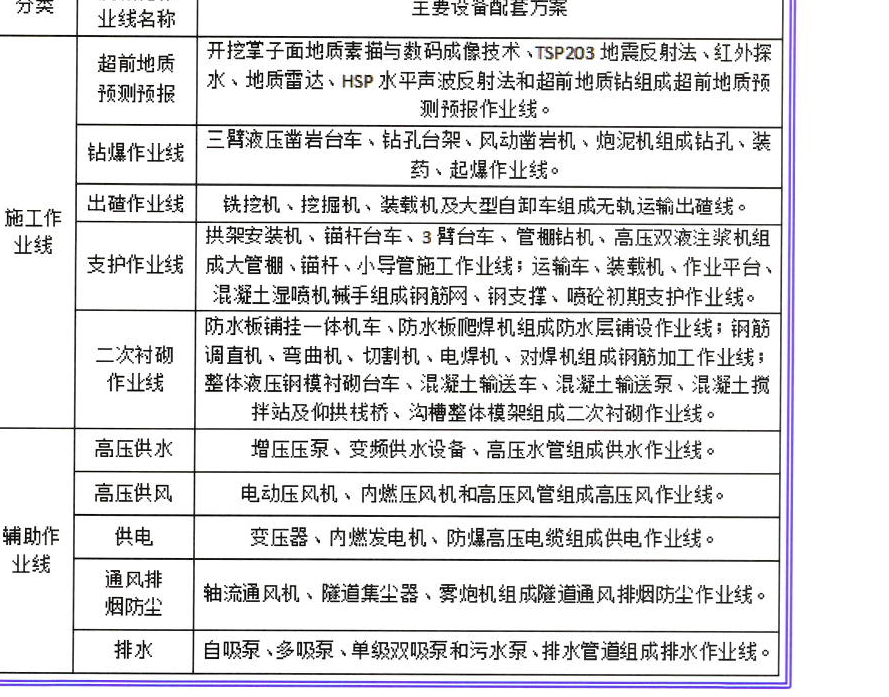 分类
业线名称
主要设备配套方案
施工作
业线
超前地质
预测预报
开挖掌子面地质素描与数码成像技术、TSP203 地震反射法、红外探
水、地质雷达、HSP 水平声波反射法和超前地质钻组成超前地质预
测预报作业线。
钻爆作业线
三臂液压凿岩台车、钻孔台架、风动凿岩机、炮泥机组成钻孔、装
药、起爆作业线。
出碴作业线
铣挖机、挖掘机、装载机及大型自卸车组成无轨运输出碴线。
支护作业线
拱架安装机、锚杆台车、3 臂台车、管棚钻机、高压双液注浆机组
成大管棚、锚杆、小导管施工作业线；运输车、装载机、作业平台、
混凝土湿喷机械手组成钢筋网、钢支撑、喷砼初期支护作业线。
二次衬砌
作业线
防水板铺挂一体机车、防水板爬焊机组成防水层铺设作业线；钢筋
调直机、弯曲机、切割机、电焊机、对焊机组成钢筋加工作业线；
整体液压钢模衬砌台车、混凝土输送车、混凝土输送泵、混凝土搅
拌站及仰拱栈桥、沟槽整体模架组成二次衬砌作业线。
辅助作
业线
高压供水
增压压泵、变频供水设备、高压水管组成供水作业线。
高压供风
电动压风机、内燃压风机和高压风管组成高压风作业线。
供电
变压器、内燃发电机、防爆高压电缆组成供电作业线。
通风排
烟防尘
轴流通风机、隧道集尘器、雾炮机组成隧道通风排烟防尘作业线。
排水
自吸泵、多吸泵、单级双吸泵和污水泵、排水管道组成排水作业线。